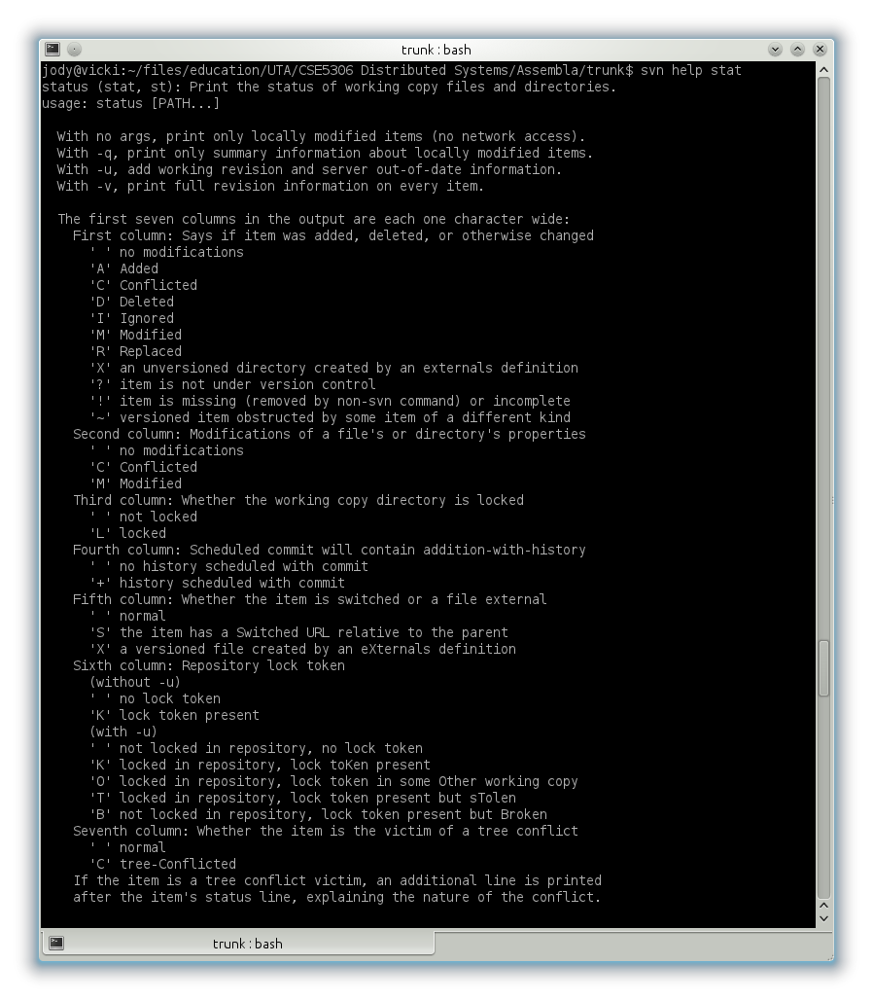 trunk : bash
jody@vicki:~/files/education/UTA/CSE5306 Distributed Systems/Assembla/trunk$ svn help stat
status (stat, st): Print the status of working copy files and directories.
usage: status [PATH...]

  With no args, print only locally modified items (no network access).
  With -q, print only summary information about locally modified items.
  With -u, add working revision and server out-of-date information.
  With -v, print full revision information on every item.

  The first seven columns in the output are each one character wide:
    First column: Says if item was added, deleted, or otherwise changed
      ' ' no modifications
      'A' Added
      'C' Conflicted
      'D' Deleted
      'I' Ignored
      'M' Modified
      'R' Replaced
      'X' an unversioned directory created by an externals definition
      '?' item is not under version control
      '!' item is missing (removed by non-svn command) or incomplete
      '~' versioned item obstructed by some item of a different kind
    Second column: Modifications of a file's or directory's properties
      ' ' no modifications
      'C' Conflicted
      'M' Modified
    Third column: Whether the working copy directory is locked
      ' ' not locked
      'L' locked
    Fourth column: Scheduled commit will contain addition-with-history
      ' ' no history scheduled with commit
      '+' history scheduled with commit
    Fifth column: Whether the item is switched or a file external
      ' ' normal
      'S' the item has a Switched URL relative to the parent
      'X' a versioned file created by an eXternals definition
    Sixth column: Repository lock token
      (without -u)
      ' ' no lock token
      'K' lock token present
      (with -u)
      ' ' not locked in repository, no lock token
      'K' locked in repository, lock toKen present
      'O' locked in repository, lock token in some Other working copy
      'T' locked in repository, lock token present but sTolen
      'B' not locked in repository, lock token present but Broken
    Seventh column: Whether the item is the victim of a tree conflict
      ' ' normal
      'C' tree-Conflicted
    If the item is a tree conflict victim, an additional line is printed
    after the item's status line, explaining the nature of the conflict.
trunk : bash